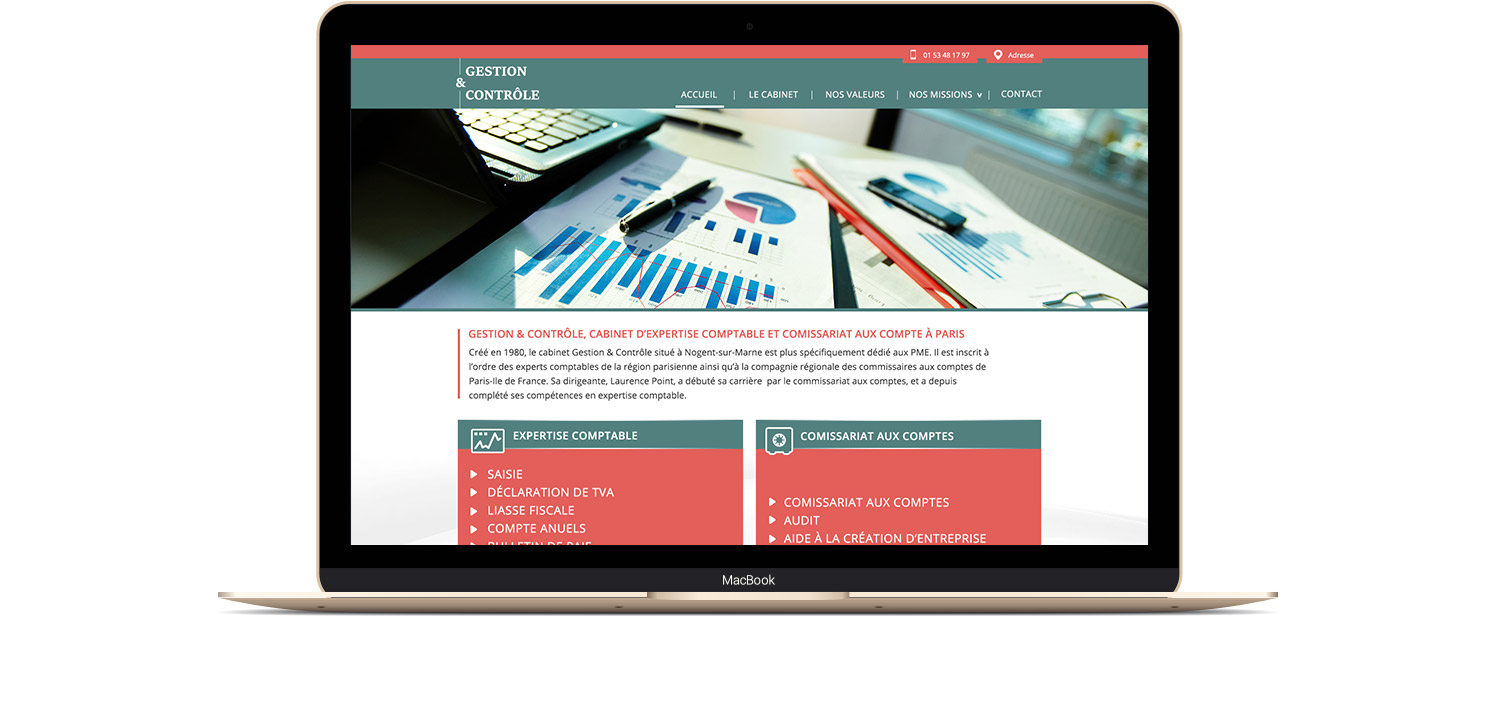 01 53 48 17 97
Adresse
GESTION
&
CONTRÔLE
ACCUEIL | LE CABINET | NOS VALEURS | NOS MISSIONS | CONTACT
GESTION & CONTRÔLE, CABINET D'EXPERTISE COMPTABLE ET COMISSARIAT AUX COMPTE À PARIS
Créé en 1980, le cabinet Gestion & Contrôle situé à Nogent-sur-Marne est plus spécifiquement dédié aux PME. Il est inscrit à
l'ordre des experts comptables de la région parisienne ainsi qu'à la compagnie régionale des commissaires aux comptes de
Paris-Ile de France. Sa dirigeante, Laurence Point, a débuté sa carrière par le commissariat aux comptes, et a depuis
complété ses compétences en expertise comptable.
EXPERTISE COMPTABLE
SAISIE
DÉCLARATION DE TVA
LIASSE FISCALE
COMPTE ANUELS
BULLETIN DE PAIE
COMISSARIAT AUX COMPTES
COMISSARIAT AUX COMPTES
AUDIT
AIDE À LA CRÉATION D'ENTREPRISE
MacBook